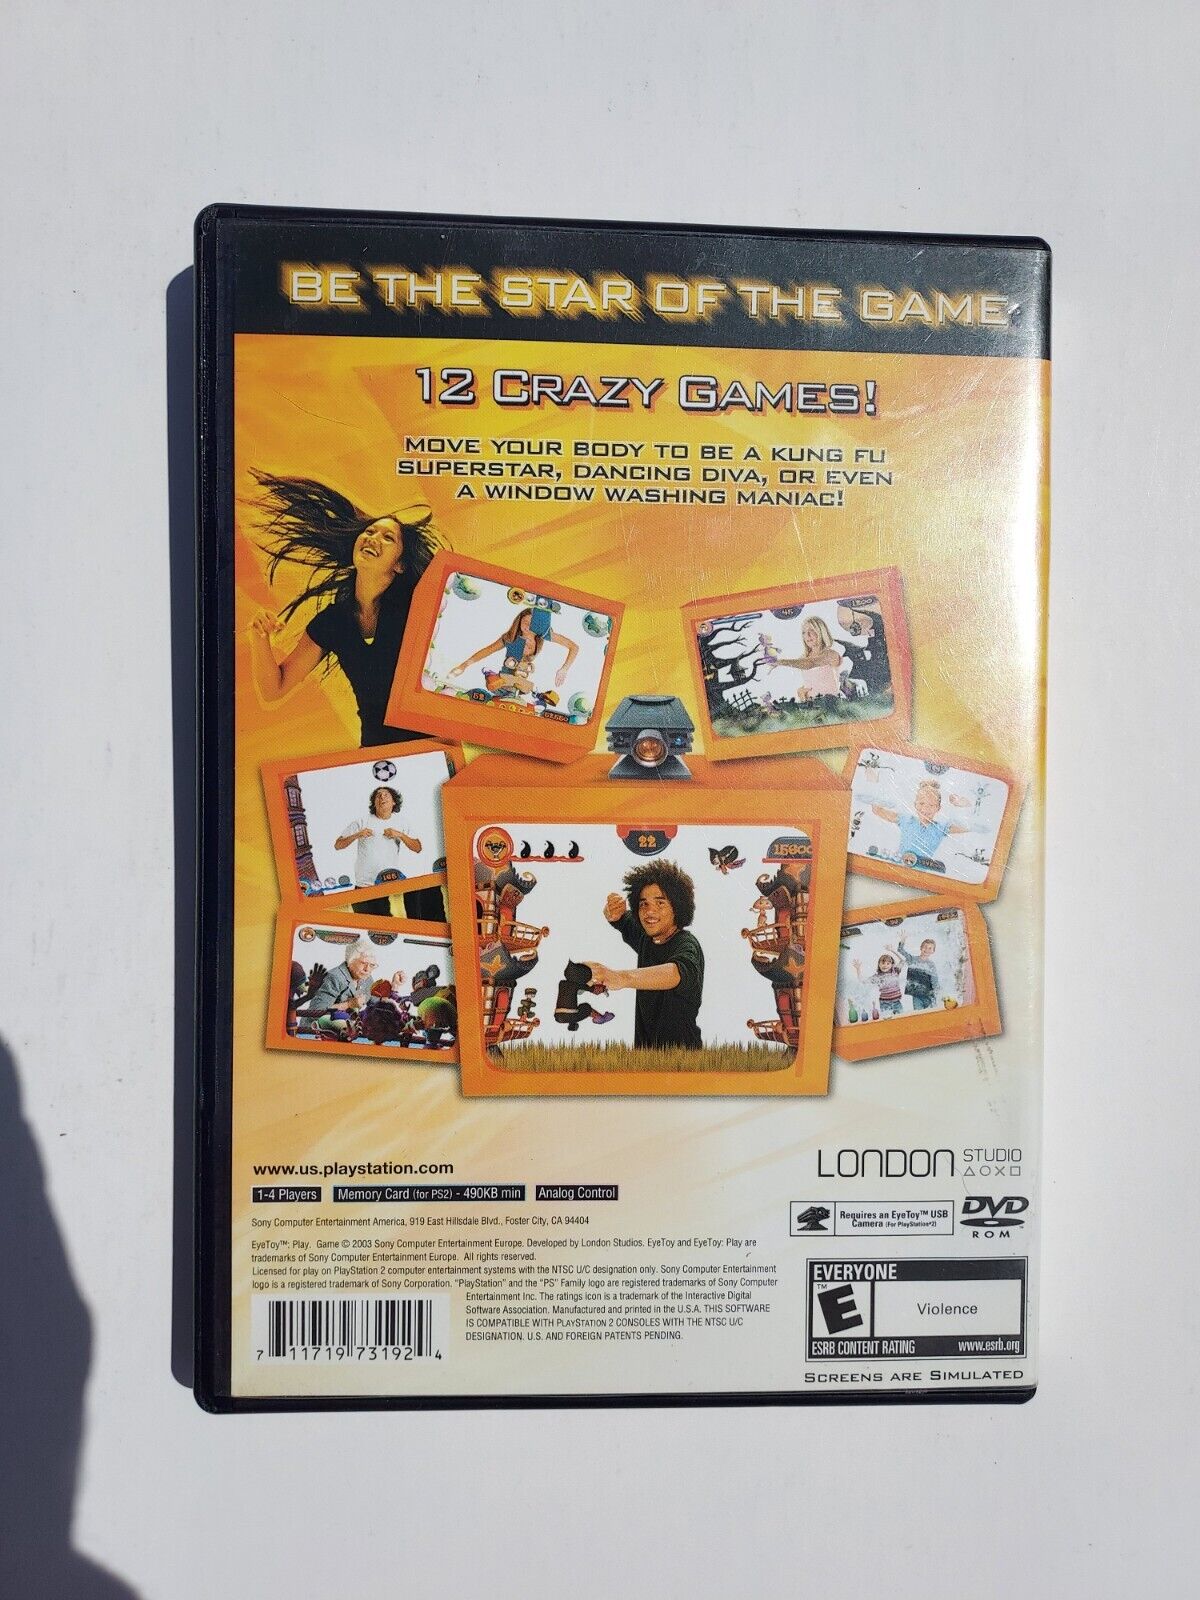 BE THE STAR OF THE GAME
12 CRAZY GAMES!
MOVE YOUR BODY TO BE A KUNG FU
SUPERSTAR, DANCING DIVA, OR EVEN
A WINDOW WASHING MANIAC!
45
1500
52
22
15600
165
www.us.playstation.com
1-4 Players
Memory Card (for PS2) - 490KB min
Analog Control
Sony Computer Entertainment America, 919 East Hillsdale Blvd., Foster City, CA 94404
EyeToy™: Play. Game © 2003 Sony Computer Entertainment Europe. Developed by London Studios. EyeToy and EyeToy: Play are
trademarks of Sony Computer Entertainment Europe. All rights reserved.
Licensed for play on PlayStation 2 computer entertainment systems with the NTSC U/C designation only. Sony Computer Entertainment
logo is a registered trademark of Sony Corporation. "PlayStation" and the "PS" Family logo are registered trademarks of Sony Computer
Entertainment Inc. The ratings icon is a trademark of the Interactive Digital
Software Association. Manufactured and printed in the U.S.A. THIS SOFTWARE
IS COMPATIBLE WITH PLAYSTATION 2 CONSOLES WITH THE NTSC U/C
DESIGNATION. U.S. AND FOREIGN PATENTS PENDING.
7 11719 73192 4
LONDON STUDIO
Requires an EyeToy™ USB
Camera (For PlayStation®2)
DVD
ROM
EVERYONE
E™
Violence
ESRB CONTENT RATING www.esrb.org
SCREENS ARE SIMULATED